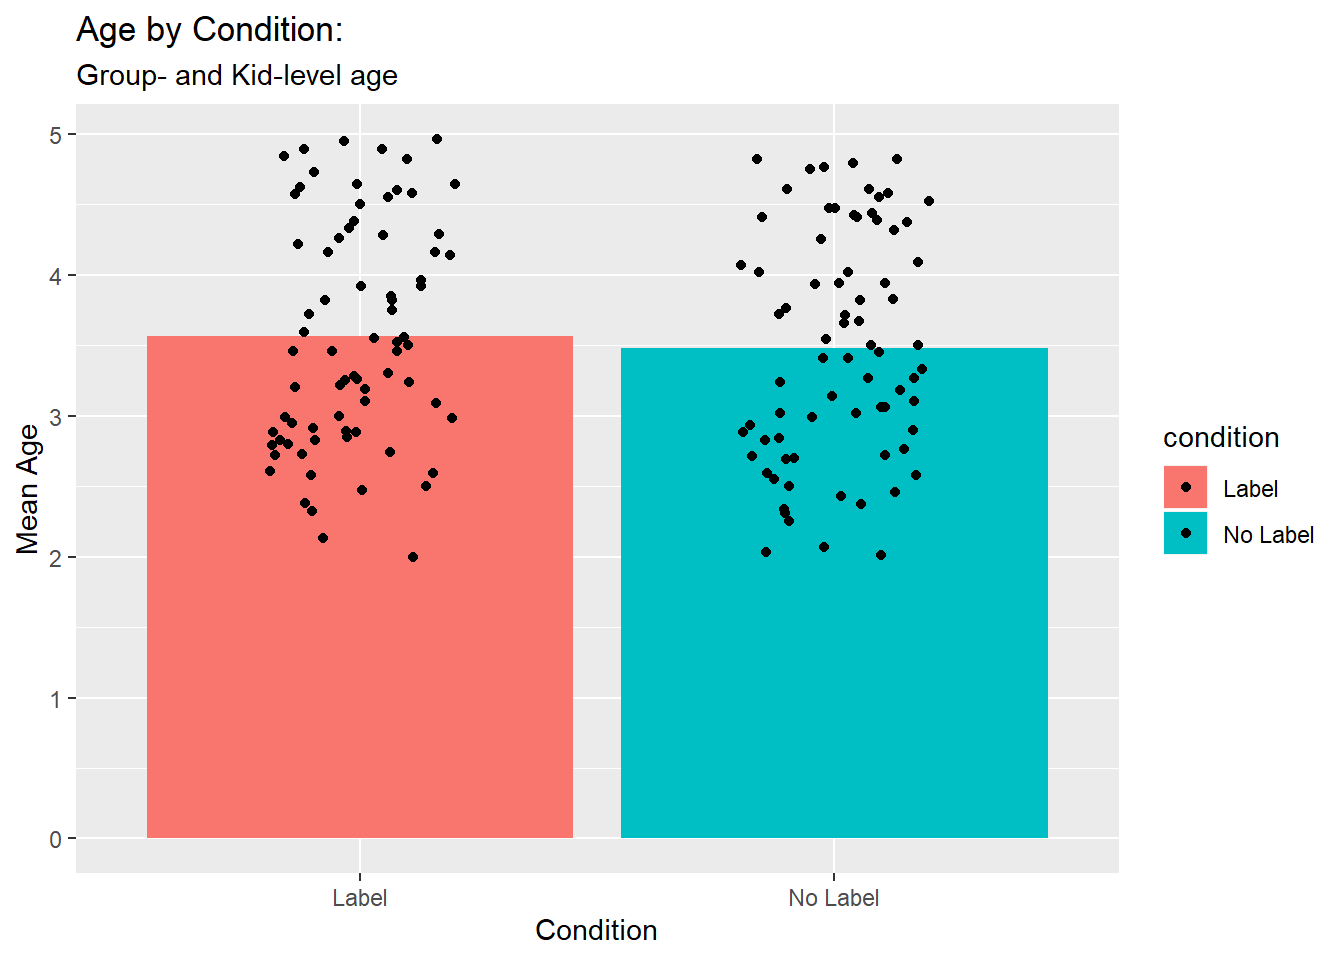 Age by Condition:
Group- and Kid-level age
5
4
3
2
1
0
Mean Age
Label
No Label
Condition
condition
Label
No Label